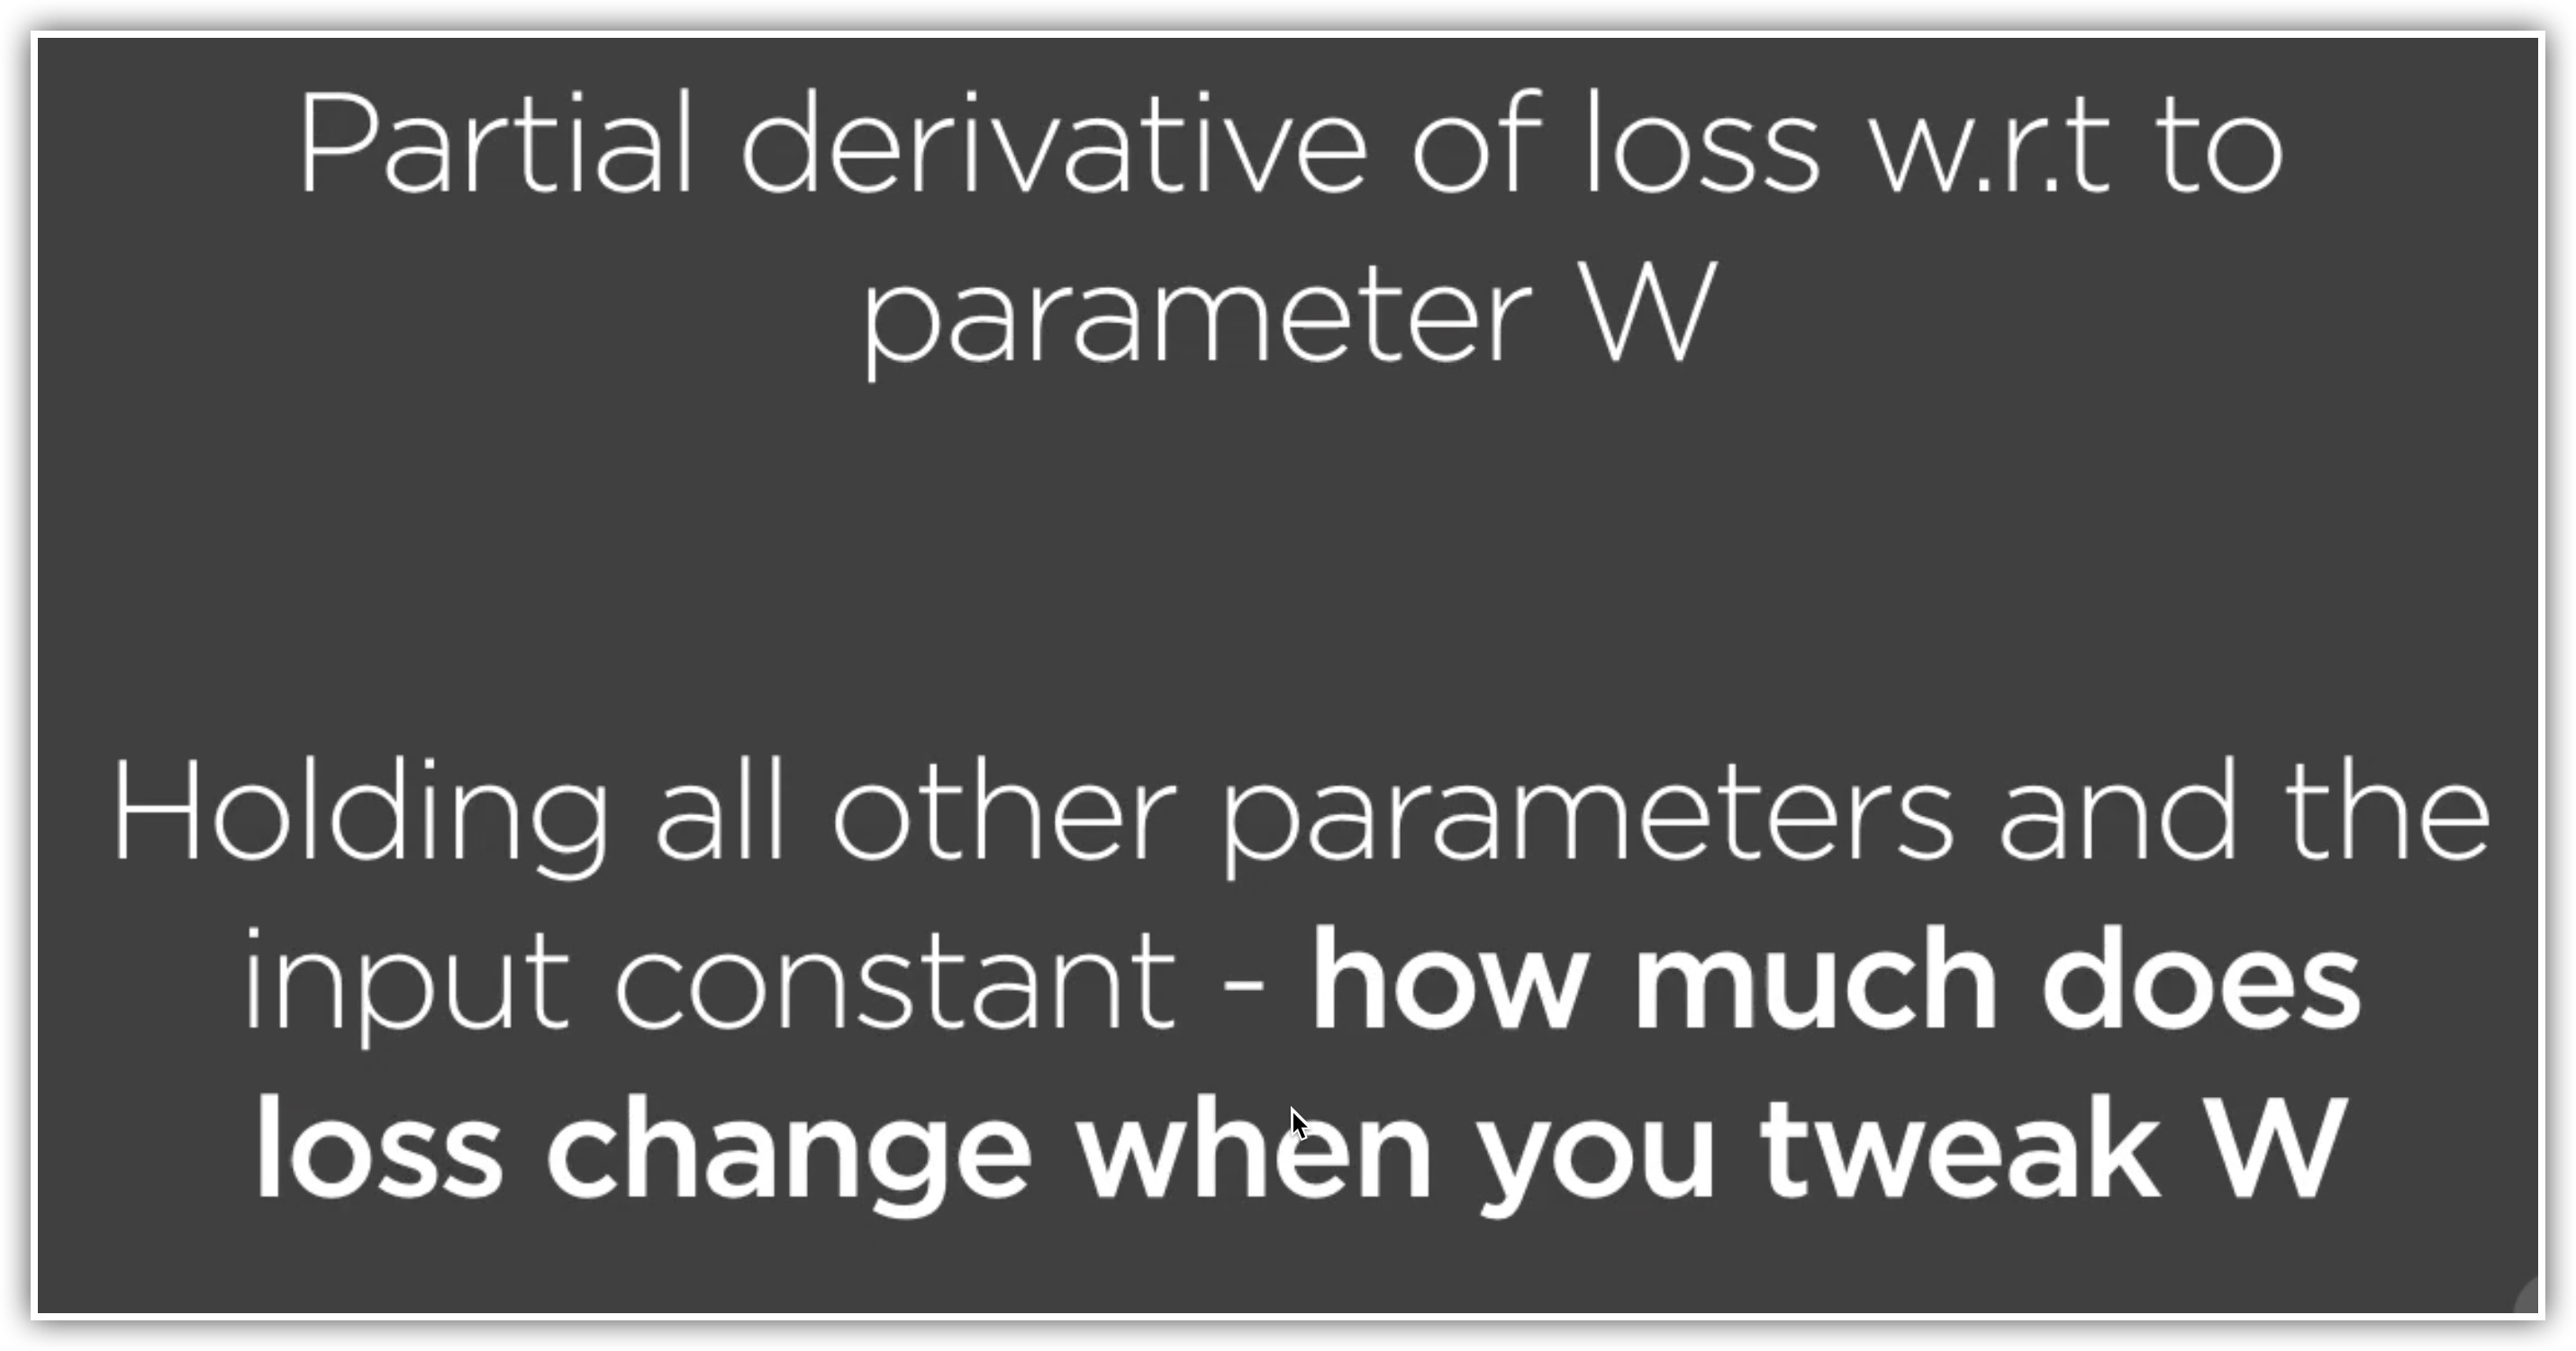 Partial derivative of loss w.r.t to
parameter W
Holding all other parameters and the
input constant - how much does
loss change when you tweak W